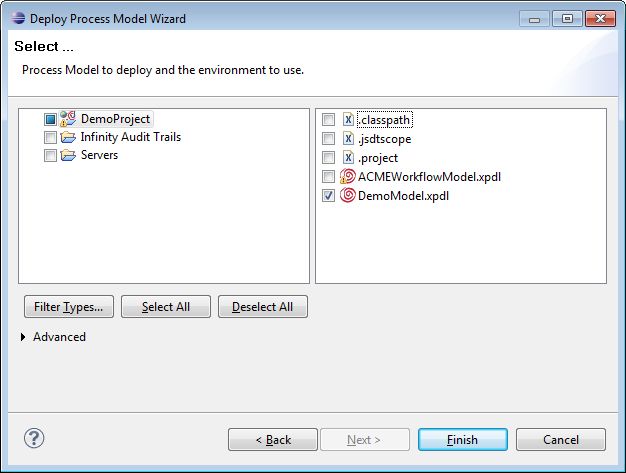 Deploy Process Model Wizard
Select ...
Process Model to deploy and the environment to use.
DemoProject
Infinity Audit Trails
Servers
.classpath
.jsdtscope
.project
ACMEWorkflowModel.xpdl
DemoModel.xpdl
Filter Types...
Select All
Deselect All
Advanced
?
< Back
Next >
Finish
Cancel